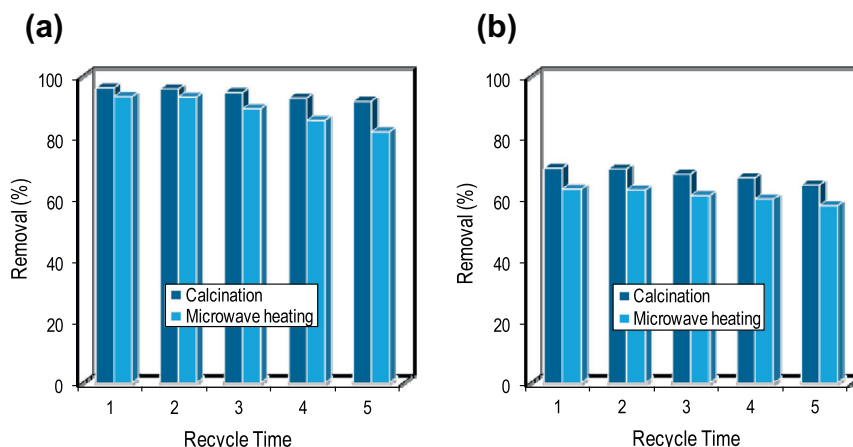 (a)
Removal (%)
100
80
60
40
20
0
Calcination
Microwave heating
1 2 3 4 5
Recycle Time
(b)
Removal (%)
100
80
60
40
20
0
Calcination
Microwave heating
1 2 3 4 5
Recycle Time